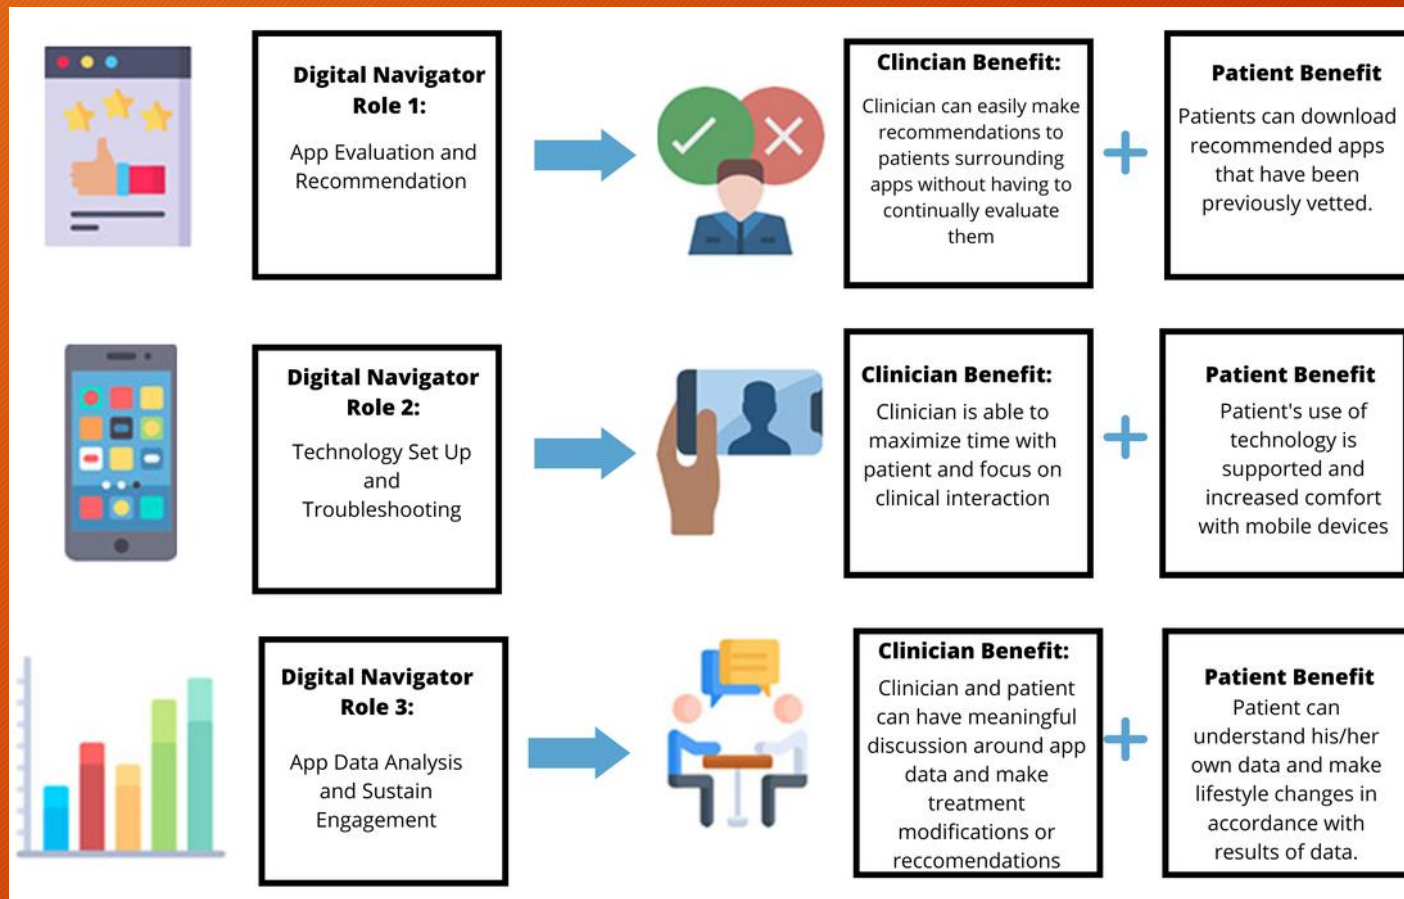 Digital Navigator
Role 1:
App Evaluation and
Recommendation
Clincian Benefit:
Clinician can easily make
recommendations to
patients surrounding
apps without having to
continually evaluate
them
Patient Benefit
Patients can download
recommended apps
that have been
previously vetted.
Digital Navigator
Role 2:
Technology Set Up
and
Troubleshooting
Clinician Benefit:
Clinician is able to
maximize time with
patient and focus on
clinical interaction
Patient Benefit
Patient's use of
technology is
supported and
increased comfort
with mobile devices
Digital Navigator
Role 3:
App Data Analysis
and Sustain
Engagement
Clinician Benefit:
Clinician and patient
can have meaningful
discussion around app
data and make
treatment
modifications or
reccomendations
Patient Benefit
Patient can
understand his/her
own data and make
lifestyle changes in
accordance with
results of data.